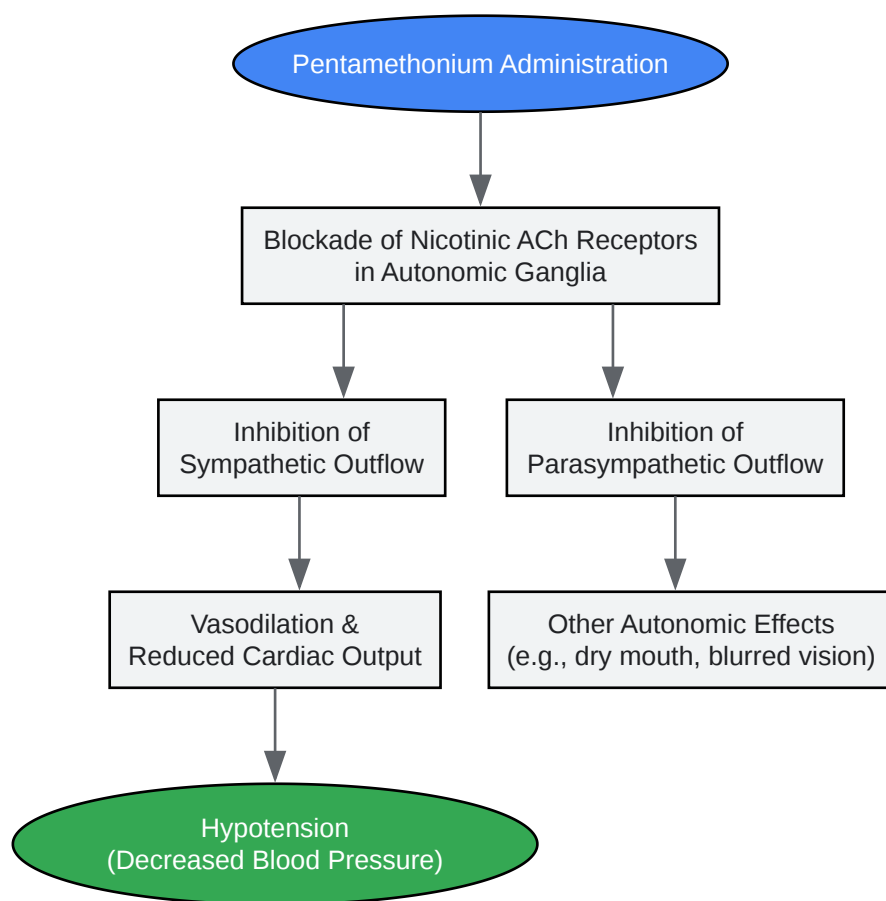 Pentamethonium Administration
Blockade of Nicotinic ACh Receptors
in Autonomic Ganglia
Inhibition of
Sympathetic Outflow
Inhibition of
Parasympathetic Outflow
Vasodilation &
Reduced Cardiac Output
Other Autonomic Effects
(e.g., dry mouth, blurred vision)
Hypotension
(Decreased Blood Pressure)